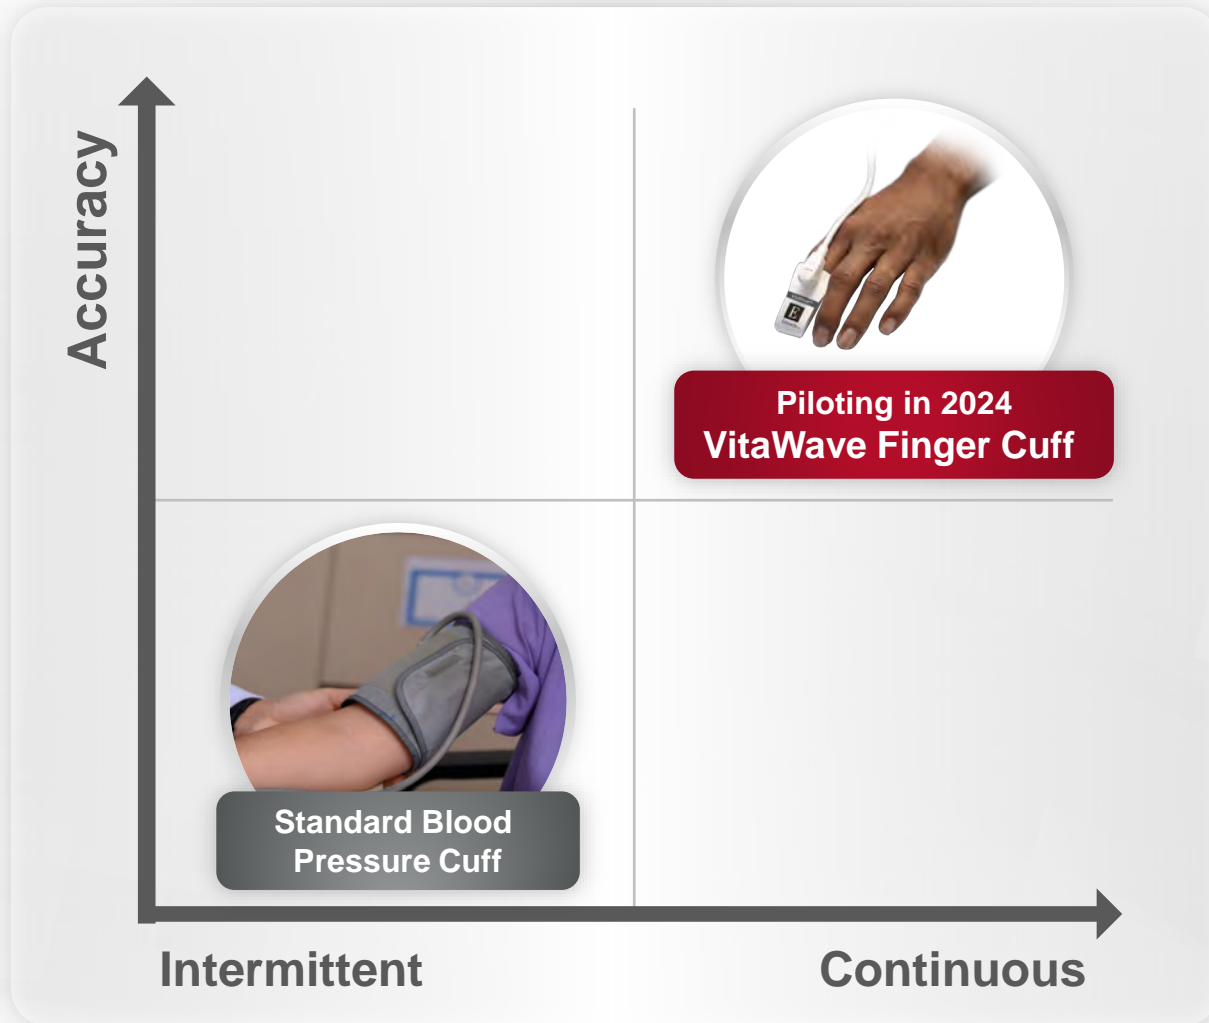 Accuracy
E
Piloting in 2024
VitaWave Finger Cuff
Standard Blood
Pressure Cuff
Intermittent
Continuous